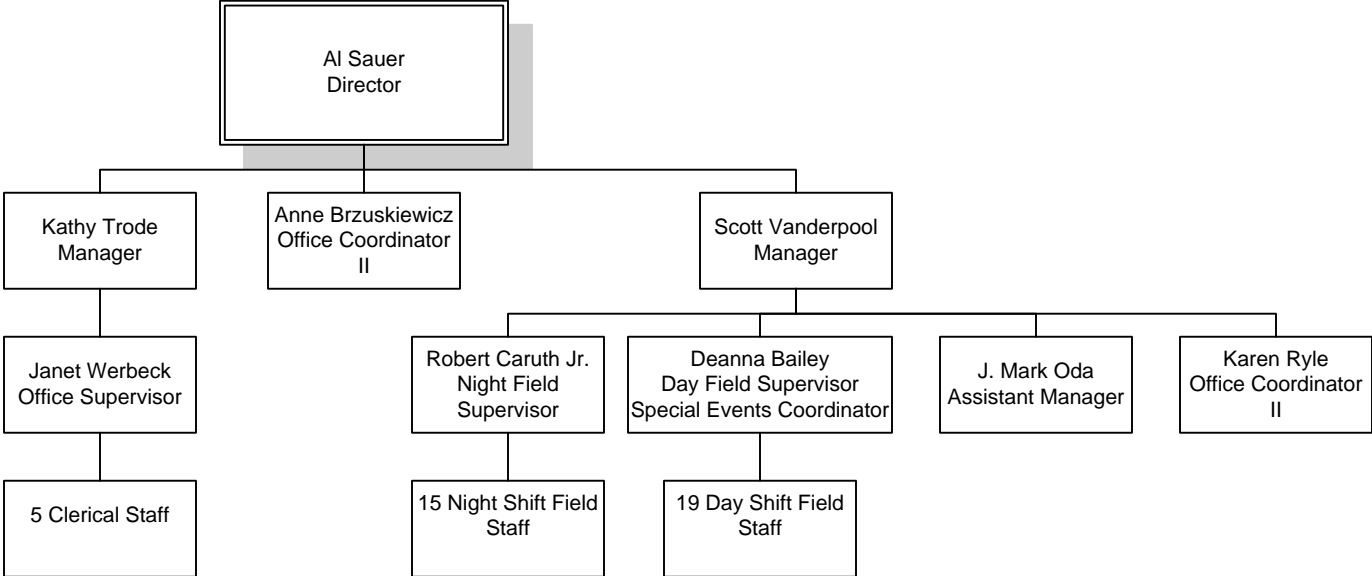 Al Sauer
Director
Kathy Trode
Manager
Anne Brzuskiewicz
Office Coordinator
II
Scott Vanderpool
Manager
Janet Werbeck
Office Supervisor
Robert Caruth Jr.
Night Field
Supervisor
Deanna Bailey
Day Field Supervisor
Special Events Coordinator
J. Mark Oda
Assistant Manager
Karen Ryle
Office Coordinator
II
5 Clerical Staff
15 Night Shift Field
Staff
19 Day Shift Field
Staff